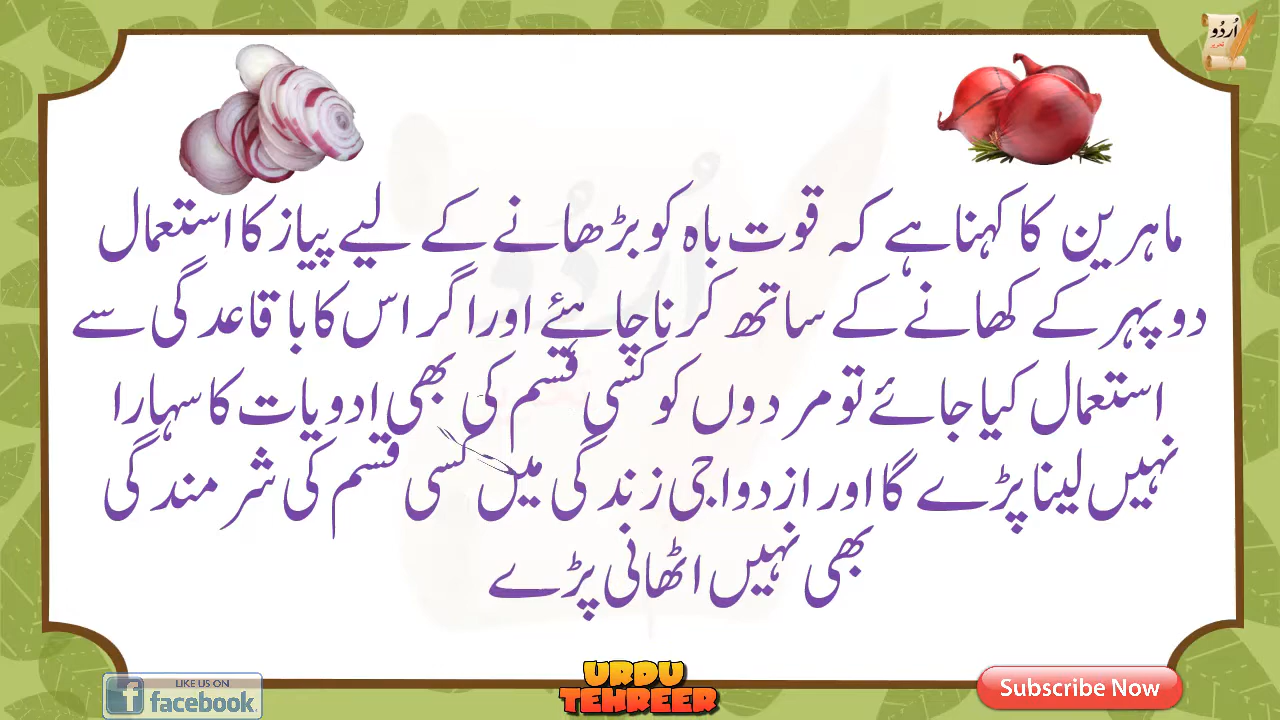 اُردُو
تحریر
ماہرین کا کہنا ہے کہ قوت باہ کو بڑھانے کے لیے پیاز کا استعمال
دوپہر کے کھانے کے ساتھ کرنا چاہئے اور اگر اس کا باقاعدگی سے
استعمال کیا جائے تو مردوں کو کسی قسم کی بھی ادویات کا سہارا
نہیں لینا پڑے گا اور ازدواجی زندگی میں کسی قسم کی شرمندگی
بھی نہیں اٹھانی پڑے
LIKE US ON
facebook.
URDU
TEHREER
Subscribe Now